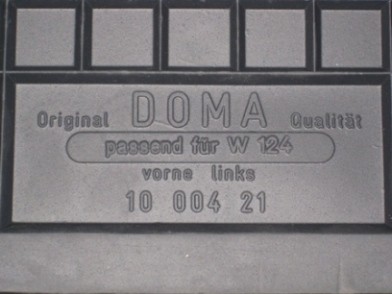 Original DOMA Qualität
passend für W 124
vorne links
10 004 21